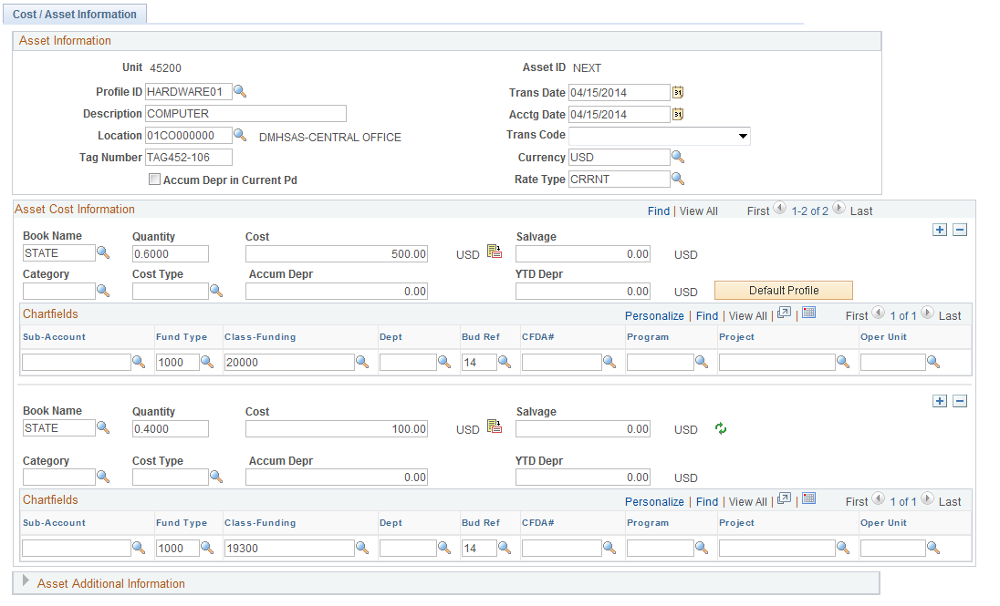 Cost / Asset Information
Asset Information
Unit 45200 Asset ID NEXT
Profile ID HARDWARE01 Trans Date 04/15/2014 31
Description COMPUTER Acctg Date 04/15/2014 31
Location 01CO000000 DMHSAS-CENTRAL OFFICE Trans Code
Tag Number TAG452-106 Currency USD
Accum Depr in Current Pd Rate Type CRRNT
Asset Cost Information Find | View All First 1-2 of 2 Last
Book Name Quantity Cost Salvage
STATE 0.6000 500.00 USD 0.00 USD
Category Cost Type Accum Depr YTD Depr
0.00 0.00 USD Default Profile
Chartfields Personalize | Find | View All | | First 1 of 1 Last
Sub-Account Fund Type Class-Funding Dept Bud Ref CFDA# Program Project Oper Unit
1000 20000 14
Book Name Quantity Cost Salvage
STATE 0.4000 100.00 USD 0.00 USD
Category Cost Type Accum Depr YTD Depr
0.00 0.00 USD
Chartfields Personalize | Find | View All | | First 1 of 1 Last
Sub-Account Fund Type Class-Funding Dept Bud Ref CFDA# Program Project Oper Unit
1000 19300 14
Asset Additional Information